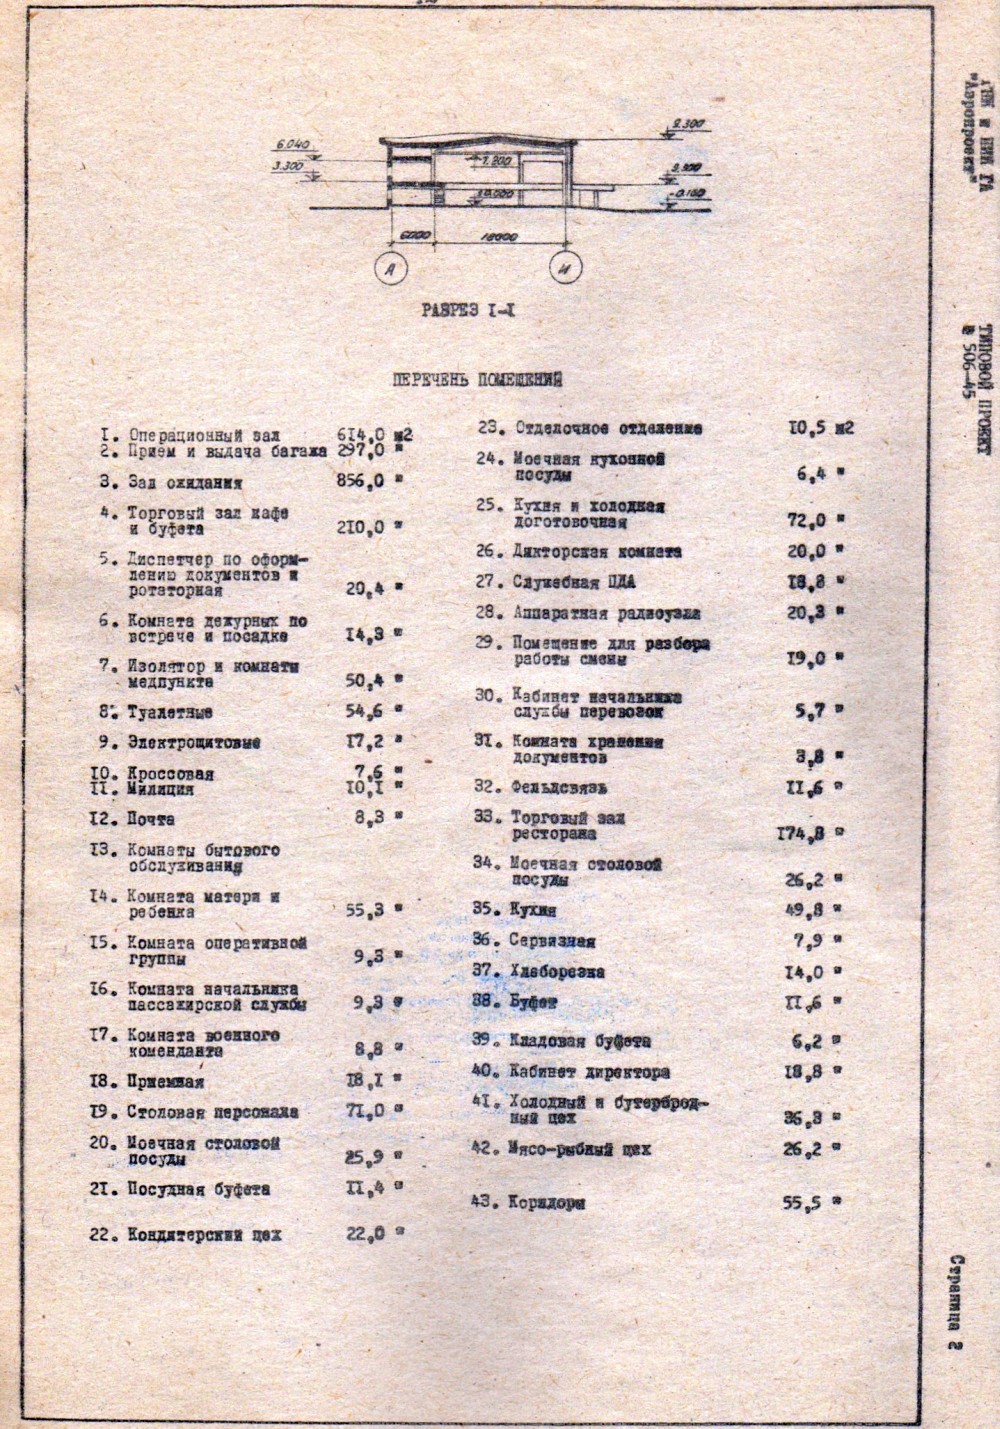 9.300
6.040
3.300
7.200
3.300
0.000
-0.100
6000
18000
А
И
РАЗРЕЗ I-I
ПЕРЕЧЕНЬ ПОМЕЩЕНИЙ
1. Операционный зал 614,0 м2
2. Прием и выдача багажа 297,0 "
3. Зал ожидания 856,0 "
4. Торговый зал кафе
и буфета 210,0 "
5. Диспетчер по оформ-
лению документов и
ротаторная 20,4 "
6. Комната дежурных по
встрече и посадке 14,3 "
7. Изолятор и комнаты
медпункта 50,4 "
8. Туалетные 54,6 "
9. Электрощитовые 17,2 "
10. Кроссовая 7,6 "
11. Милиция 10,1 "
12. Почта 8,3 "
13. Комнаты бытового
обслуживания
14. Комната матери и
ребенка 55,3 "
15. Комната оперативной
группы 9,3 "
16. Комната начальника
пассажирской службы 9,3 "
17. Комната военного
коменданта 8,8 "
18. Приемная 18,1 "
19. Столовая персонала 71,0 "
20. Моечная столовой
посуды 25,9 "
21. Посудная буфета 11,4 "
22. Кондитерский цех 22,0 "
23. Отделочное отделение 10,5 м2
24. Моечная кухонной
посуды 6,4 "
25. Кухня и холодная
доготовочная 72,0 "
26. Дикторская комната 20,0 "
27. Служебная ПДА 18,8 "
28. Аппаратная радиоузла 20,3 "
29. Помещение для разбора
работы смены 19,0 "
30. Кабинет начальника
службы перевозок 5,7 "
31. Комната хранения
документов 3,8 "
32. Фельдсвязь 11,6 "
33. Торговый зал
ресторана 174,8 "
34. Моечная столовой
посуды 26,2 "
35. Кухня 49,8 "
36. Сервизная 7,9 "
37. Хлеборезка 14,0 "
38. Буфет 11,6 "
39. Кладовая буфета 6,2 "
40. Кабинет директора 18,8 "
41. Холодный и бутерброд-
ный цех 36,3 "
42. Мясо-рыбный цех 26,2 "
43. Коридоры 55,5 "
и НИИ ГА
"Аэропроект"
ТИПОВОЙ ПРОЕКТ
№ 506-45
Страница 2